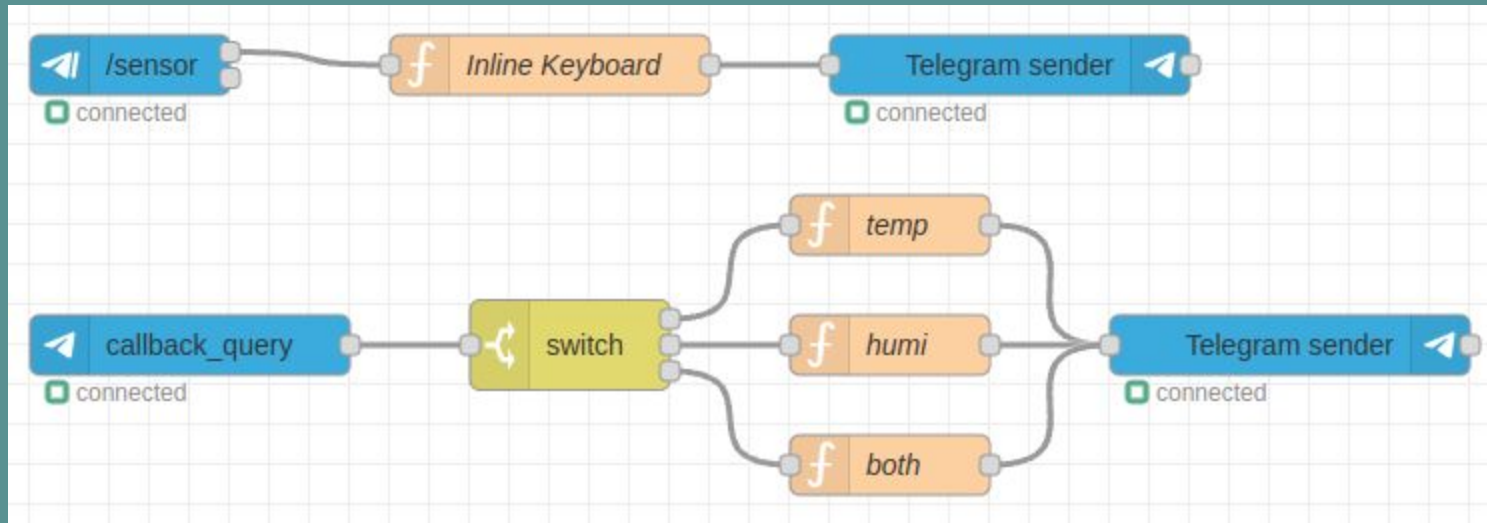 /sensor
Inline Keyboard
Telegram sender
connected
connected
temp
callback_query
switch
humi
Telegram sender
connected
connected
both